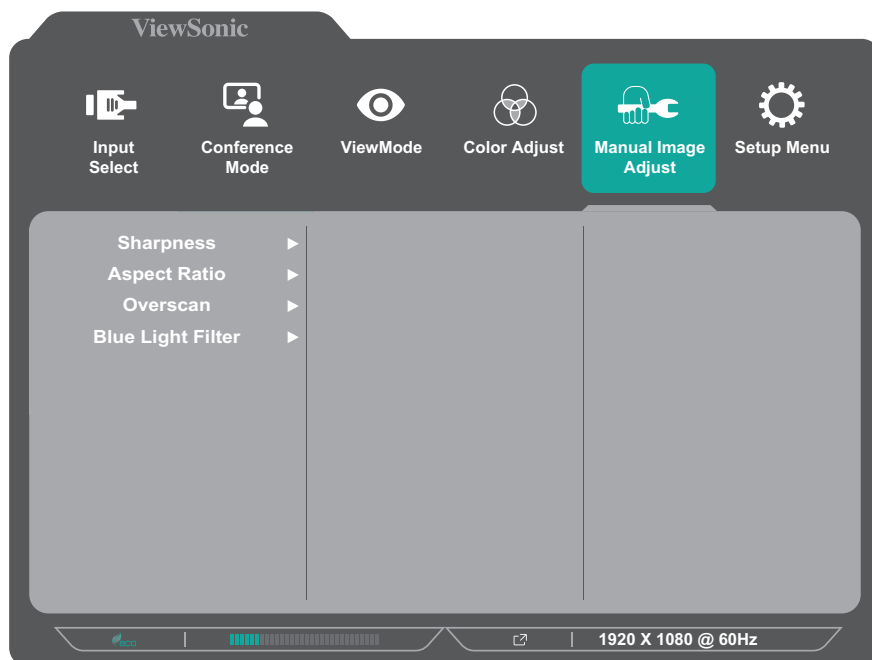 ViewSonic
Input
Select
Conference
Mode
ViewMode
Color Adjust
Manual Image
Adjust
Setup Menu
Sharpness
Aspect Ratio
Overscan
Blue Light Filter
eco
1920 X 1080 @ 60Hz